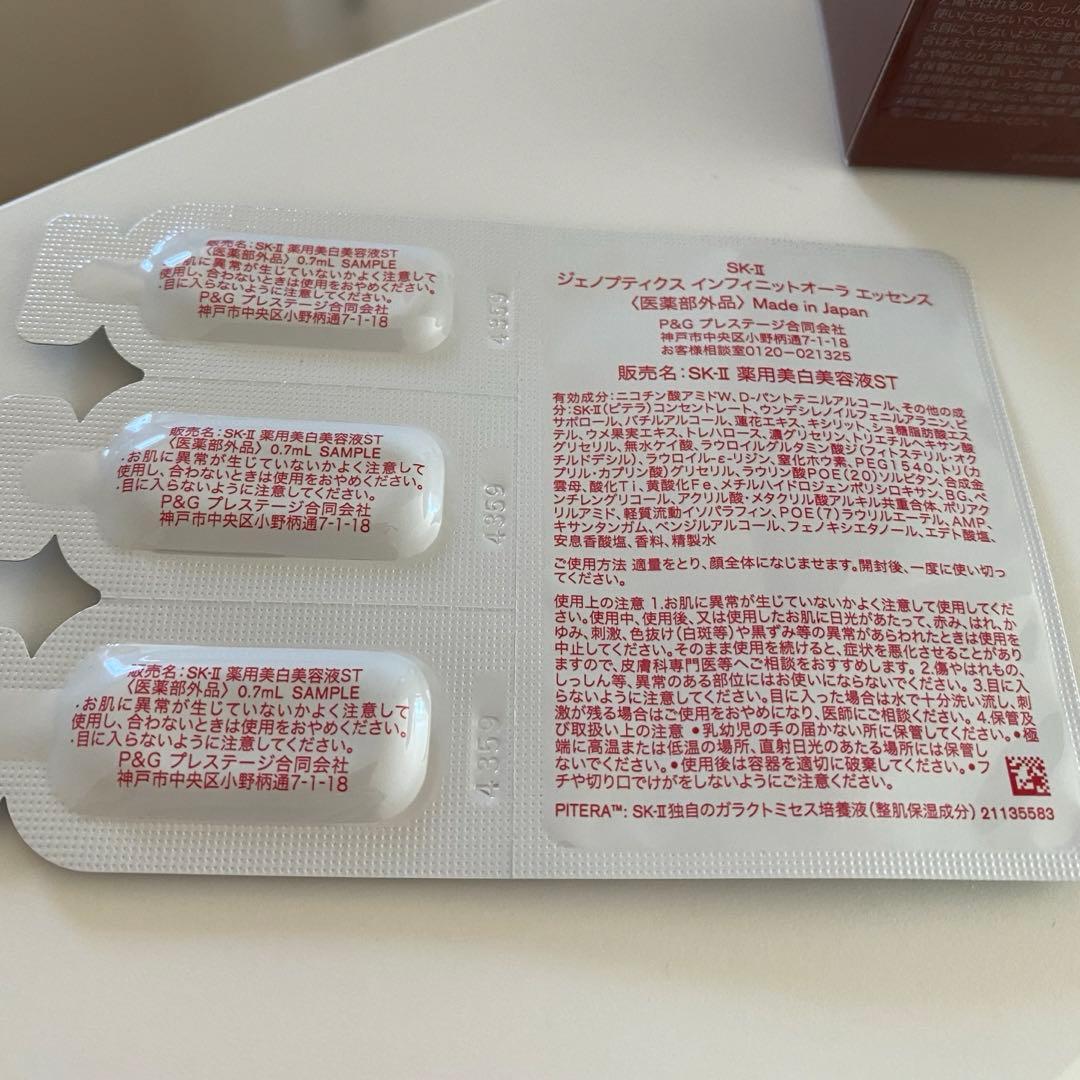 販売名:SK-II 薬用美白美容液ST
〈医薬部外品〉0.7mL SAMPLE
・お肌に異常が生じていないかよく注意して
使用し、合わないときは使用をおやめください。
・目に入らないように注意してください。
P&G プレステージ合同会社
神戸市中央区小野柄通7-1-18
4359
販売名:SK-II 薬用美白美容液ST
〈医薬部外品〉0.7mL SAMPLE
・お肌に異常が生じていないかよく注意して
使用し、合わないときは使用をおやめください。
・目に入らないように注意してください。
P&G プレステージ合同会社
神戸市中央区小野柄通7-1-18
4359
販売名:SK-II 薬用美白美容液ST
〈医薬部外品〉0.7mL SAMPLE
・お肌に異常が生じていないかよく注意して
使用し、合わないときは使用をおやめください。
・目に入らないように注意してください。
P&G プレステージ合同会社
神戸市中央区小野柄通7-1-18
4359
SK-II
ジェノプティクス インフィニットオーラ エッセンス
〈医薬部外品〉Made in Japan
P&G プレステージ合同会社
神戸市中央区小野柄通7-1-18
お客様相談室0120-021325
販売名:SK-II 薬用美白美容液ST
有効成分:ニコチン酸アミドW、D-パントテニルアルコール、その他の成
分:SK-II(ピテラ)コンセントレート、ウンデシレノイルフェニルアラニン、ビ
サボロール、バチルアルコール、蓮花エキス、キシリット、ショ糖脂肪酸エス
テル、ウメ果実エキス、トレハロース、濃グリセリン、トリエチルヘキサン酸
グリセリル、無水ケイ酸、ラウロイルグルタミン酸ジ(フィトステリル・オク
チルドデシル)、ラウロイル-ε-リジン、窒化ホウ素、PEG1540、トリ(カ
プリル・カプリン酸)グリセリル、ラウリン酸POE(20)ソルビタン、合成金
雲母、酸化Ti、黄酸化Fe、メチルハイドロジェンポリシロキサン、BG、ペ
ンチレングリコール、アクリル酸・メタクリル酸アルキル共重合体、ポリアク
リルアミド、軽質流動イソパラフィン、POE(7)ラウリルエーテル、AMP、
キサンタンガム、ベンジルアルコール、フェノキシエタノール、エデト酸塩、
安息香酸塩、香料、精製水
ご使用方法 適量をとり、顔全体になじませます。開封後、一度に使い切っ
てください。
使用上の注意 1.お肌に異常が生じていないかよく注意して使用してくだ
さい。使用中、使用後、又は使用したお肌に日光があたって、赤み、はれ、か
ゆみ、刺激、色抜け(白斑等)や黒ずみ等の異常があらわれたときは使用を
中止してください。そのまま使用を続けると、症状を悪化させることがあり
ますので、皮膚科専門医等へご相談をおすすめします。2.傷やはれもの、
しっしん等、異常のある部位にはお使いにならないでください。3.目に入
らないように注意してください。目に入った場合は水で十分洗い流し、刺
激が残る場合はご使用をおやめになり、医師にご相談ください。4.保管及
び取扱い上の注意 ●乳幼児の手の届かない所に保管してください。●極
端に高温または低温の場所、直射日光のあたる場所には保管し
ないでください。●使用後は容器を適切に破棄してください。●フ
チや切り口でけがをしないようにご注意ください。
PITERA™: SK-II独自のガラクトミセス培養液(整肌保湿成分) 21135583